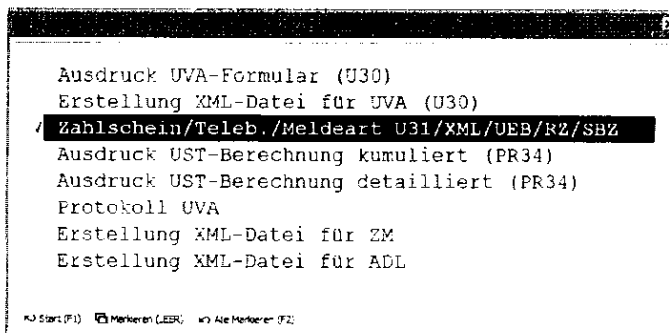 Ausdruck UVA-Formular (U30)
Erstellung XML-Datei für UVA (U30)
√ Zahlschein/Teleb./Meldeart U31/XML/UEB/RZ/SBZ
Ausdruck UST-Berechnung kumuliert (PR34)
Ausdruck UST-Berechnung detailliert (PR34)
Protokoll UVA
Erstellung XML-Datei für ZM
Erstellung XML-Datei für ADL
Start (F1) Markieren (LEER) Alle Markieren (F2)